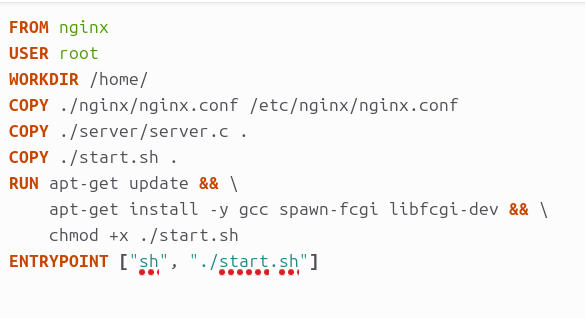 FROM nginx
USER root
WORKDIR /home/
COPY ./nginx/nginx.conf /etc/nginx/nginx.conf
COPY ./server/server.c .
COPY ./start.sh .
RUN apt-get update && \
    apt-get install -y gcc spawn-fcgi libfcgi-dev && \
    chmod +x ./start.sh
ENTRYPOINT ["sh", "./start.sh"]